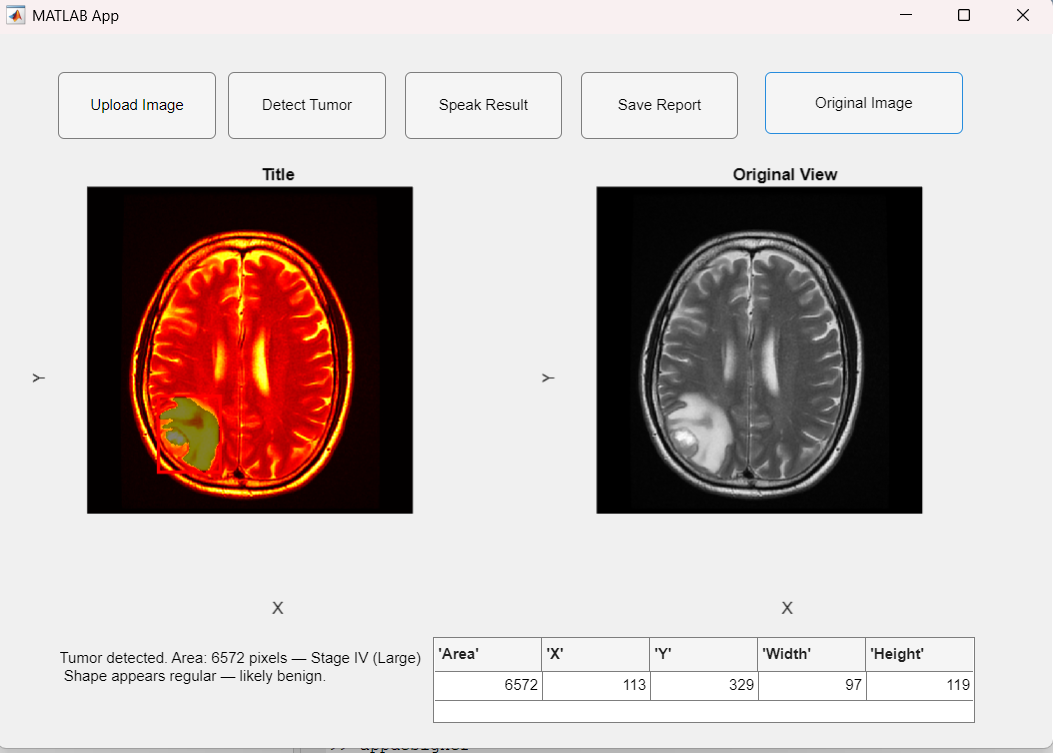 MATLAB App
Upload Image
Detect Tumor
Speak Result
Save Report
Original Image
Title
Original View
Y
Y
X
X
Tumor detected. Area: 6572 pixels — Stage IV (Large)
Shape appears regular — likely benign.
'Area' 'X' 'Y' 'Width' 'Height'
6572 113 329 97 119